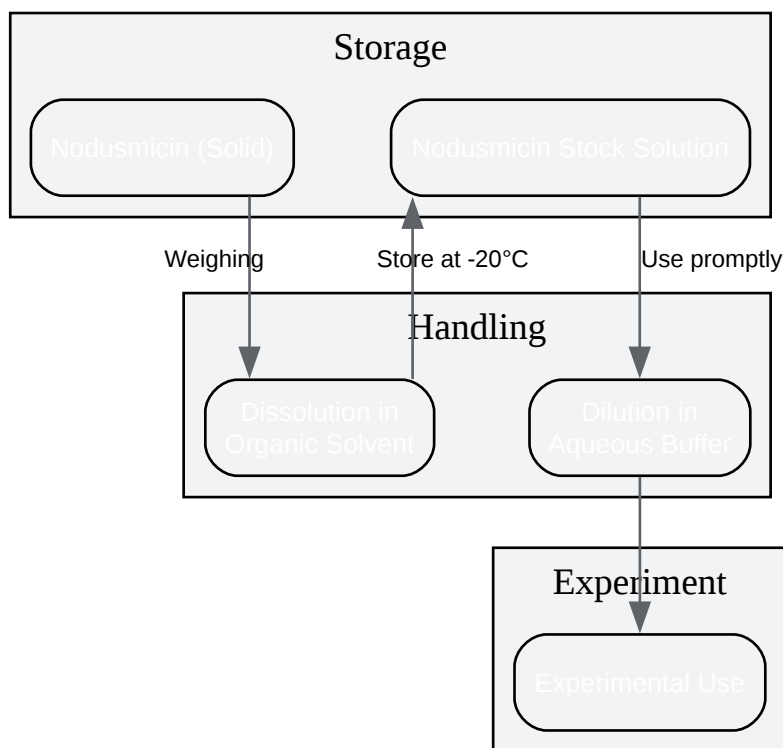 Storage
Nodusmicin (Solid)
Nodusmicin Stock Solution
Weighing
Store at -20°C
Use promptly
Handling
Dissolution in
Organic Solvent
Dilution in
Aqueous Buffer
Experiment
Experimental Use